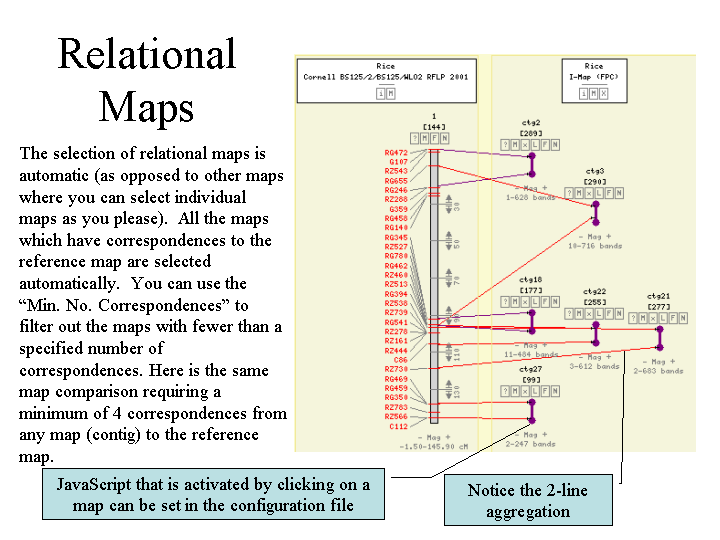 Relational
Maps
The selection of relational maps is
automatic (as opposed to other maps
where you can select individual
maps as you please).  All the maps
which have correspondences to the
reference map are selected
automatically.  You can use the
“Min. No. Correspondences” to
filter out the maps with fewer than a
specified number of
correspondences. Here is the same
map comparison requiring a
minimum of 4 correspondences from
any map (contig) to the reference
map.
Rice
Cornell BS125/2/BS125/WL02 RFLP 2001
i M
1
[144]
? M F N
RG472
G107
RZ543
RG655
RG246
RZ288
G359
RG458
RG140
RG345
RZ527
RG780
RG462
RZ460
RZ513
RG394
RZ538
RZ739
RG541
RZ278
RZ161
RZ444
C86
RZ730
RG469
RG459
RG350
RZ783
RZ566
C112
30
50
70
110
130
- Mag +
-1.50-145.90 cM
Rice
I-Map (FPC)
i M X
ctg2
[289]
? M x L F N
- Mag +
1-628 bands
ctg3
[290]
? M x L F N
- Mag +
10-716 bands
ctg18
[177]
? M x L F N
- Mag +
11-484 bands
ctg22
[255]
? M x L F N
- Mag +
3-612 bands
ctg21
[277]
? M x L F N
- Mag +
2-683 bands
ctg27
[99]
? M x L F N
- Mag +
2-247 bands
JavaScript that is activated by clicking on a
map can be set in the configuration file
Notice the 2-line
aggregation